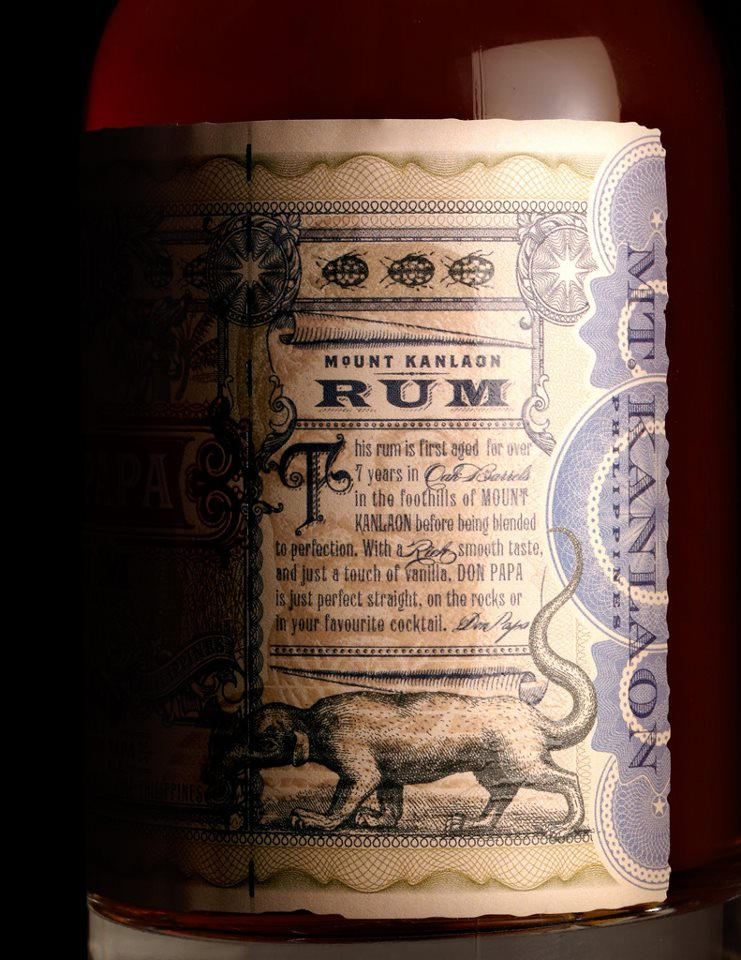 MOUNT KANLAON
RUM
This rum is first aged for over
7 years in Oak Barrels
in the foothills of MOUNT
KANLAON before being blended
to perfection. With a Rich, smooth taste,
and just a touch of vanilla, DON PAPA
is just perfect straight, on the rocks or
in your favourite cocktail. Don Papa
MT. KANLAON
PHILIPPINES
PAPA
PHILIPPINES